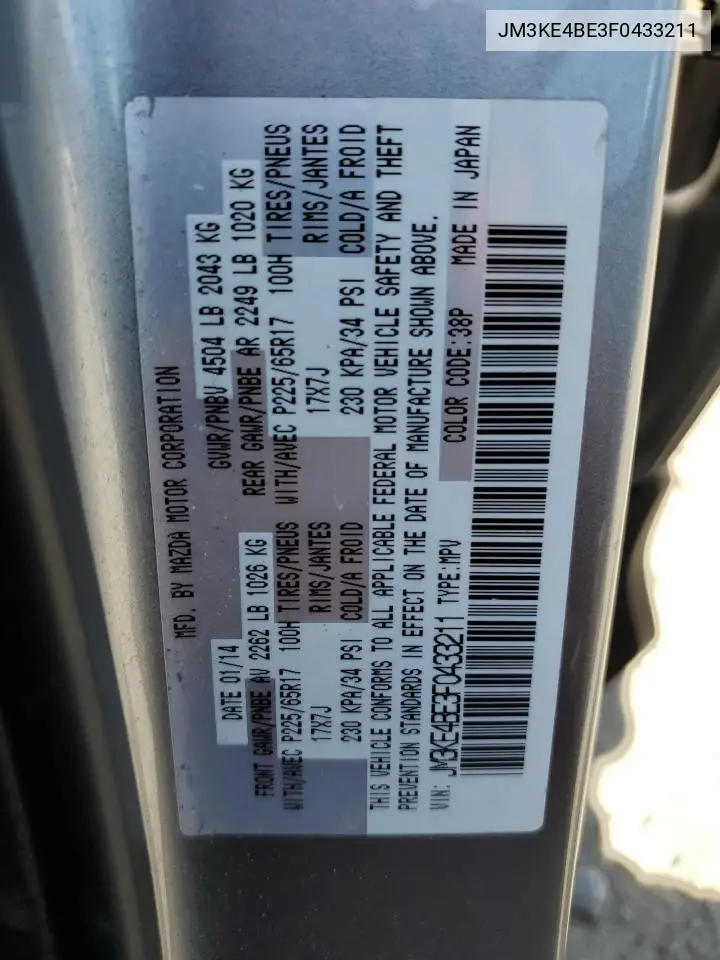 JM3KE4BE3F0433211
MFD. BY MAZDA MOTOR CORPORATION
DATE 01/14 GVWR/PNBV 4504 LB 2043 KG
FRONT GAWR/PNBE AV 2262 LB 1026 KG REAR GAWR/PNBE AR 2249 LB 1020 KG
WITH/AVEC P225/65R17 100H TIRES/PNEUS WITH/AVEC P225/65R17 100H TIRES/PNEUS
17X7J RIMS/JANTES 17X7J RIMS/JANTES
230 KPA/34 PSI COLD/A FROID 230 KPA/34 PSI COLD/A FROID
THIS VEHICLE CONFORMS TO ALL APPLICABLE FEDERAL MOTOR VEHICLE SAFETY AND THEFT
PREVENTION STANDARDS IN EFFECT ON THE DATE OF MANUFACTURE SHOWN ABOVE.
VIN: JM3KE4BE3F0433211 TYPE:MPV COLOR CODE:38P MADE IN JAPAN